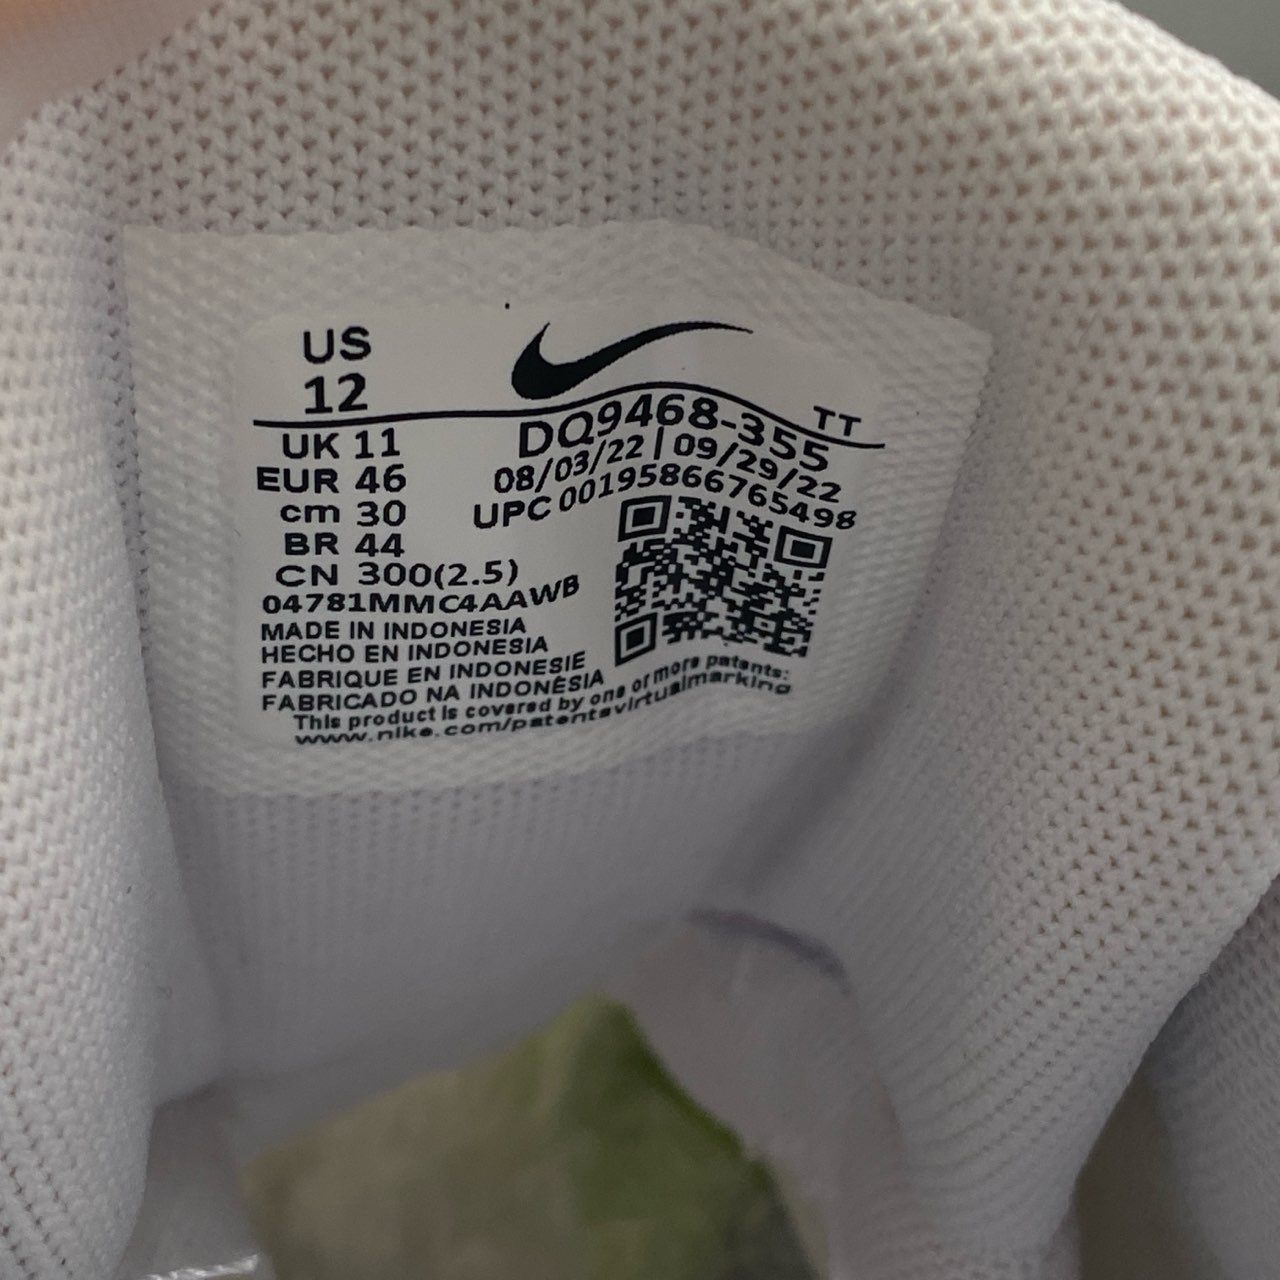 US
12
TT
UK 11
EUR 46
cm 30
BR 44
CN 300(2.5)
DQ9468-355
08/03/22 | 09/29/22
UPC 00195866765498
04781MMC4AAWB
MADE IN INDONESIA
HECHO EN INDONESIA
FABRIQUE EN INDONESIE
FABRICADO NA INDONÉSIA
This product is covered by one or more patents:
www.nike.com/patentsvirtualmarking